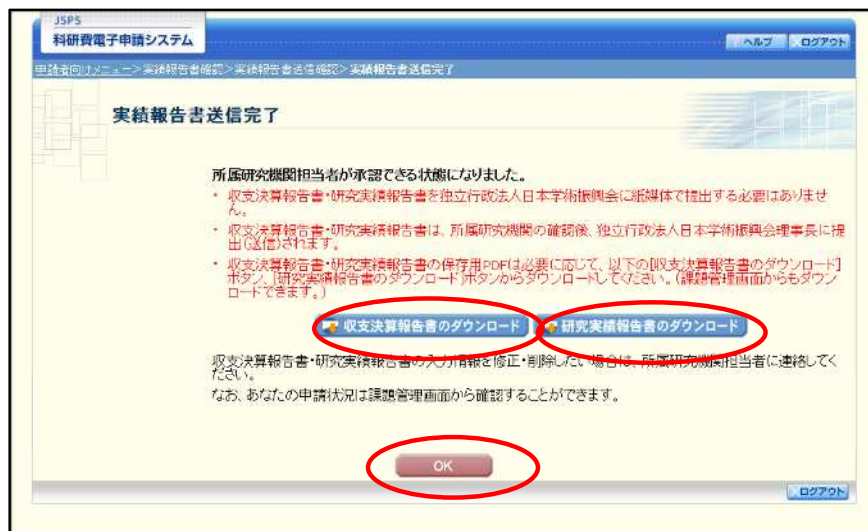 JSPS
科研費電子申請システム
ヘルプ
ログアウト
申請者向けメニュー>実績報告書確認>実績報告書送信確認>実績報告書送信完了
実績報告書送信完了
所属研究機関担当者が承認できる状態になりました。
・ 収支決算報告書・研究実績報告書を独立行政法人日本学術振興会に紙媒体で提出する必要はありませ
ん。
・ 収支決算報告書・研究実績報告書は、所属研究機関の確認後、独立行政法人日本学術振興会理事長に提
出(送信)されます。
・ 収支決算報告書・研究実績報告書の保存用PDFは必要に応じて、以下の[収支決算報告書のダウンロード]
ボタン、[研究実績報告書のダウンロード]ボタンからダウンロードしてください。(課題管理画面からもダウン
ロードできます。)
収支決算報告書のダウンロード
研究実績報告書のダウンロード
収支決算報告書・研究実績報告書の入力情報を修正・削除したい場合は、所属研究機関担当者に連絡してく
ださい。
なお、あなたの申請状況は課題管理画面から確認することができます。
OK
ログアウト